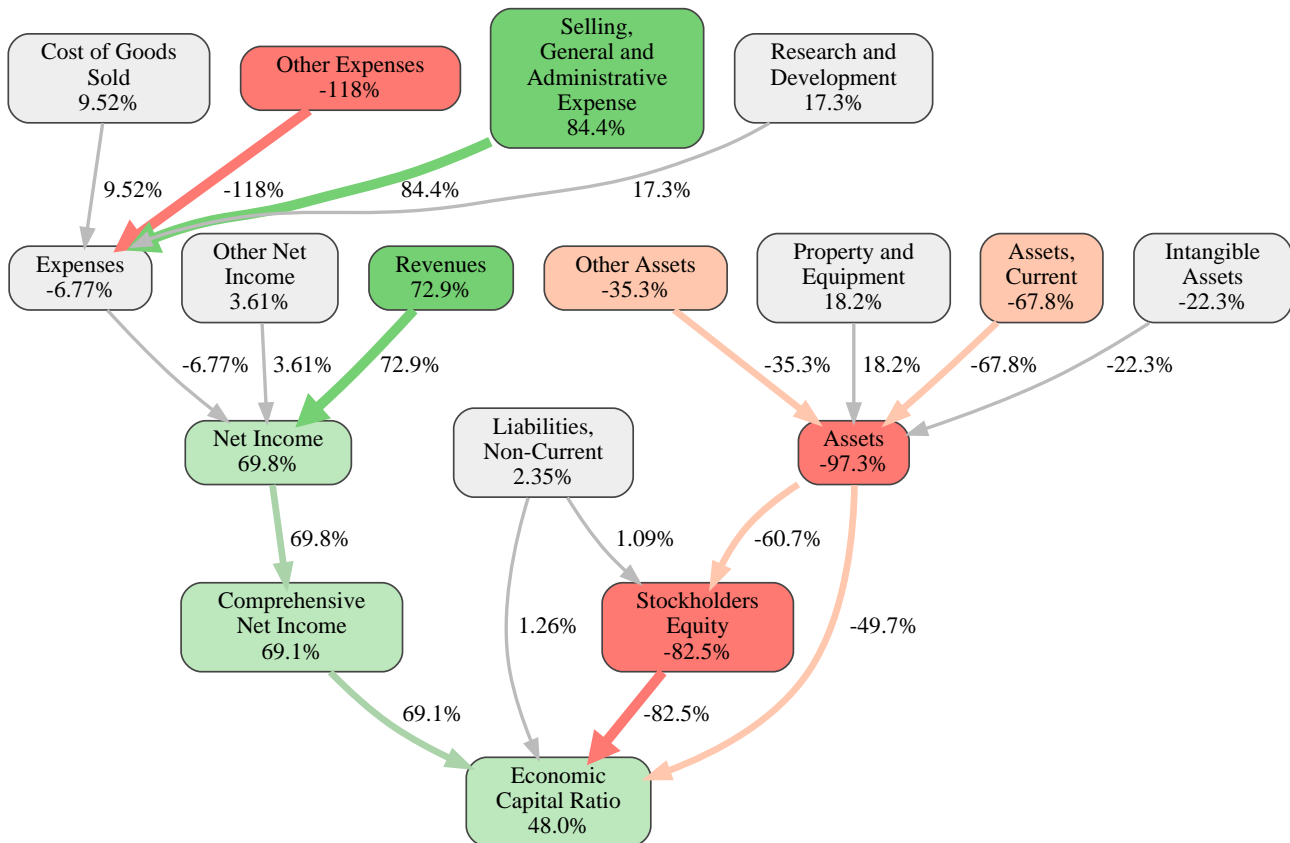 Cost of Goods
Sold
9.52%
Other Expenses
-118%
Selling,
General and
Administrative
Expense
84.4%
Research and
Development
17.3%
9.52%
-118%
84.4%
17.3%
Expenses
-6.77%
Other Net
Income
3.61%
Revenues
72.9%
Other Assets
-35.3%
Property and
Equipment
18.2%
Assets,
Current
-67.8%
Intangible
Assets
-22.3%
-6.77%
3.61%
72.9%
-35.3%
18.2%
-67.8%
-22.3%
Net Income
69.8%
Liabilities,
Non-Current
2.35%
Assets
-97.3%
69.8%
1.09%
-60.7%
Comprehensive
Net Income
69.1%
1.26%
Stockholders
Equity
-82.5%
-49.7%
69.1%
-82.5%
Economic
Capital Ratio
48.0%